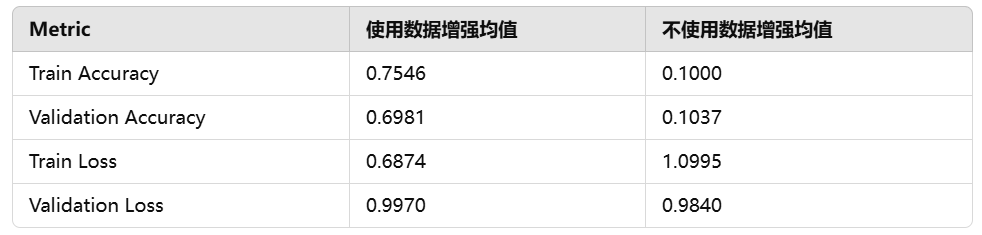 Metric 使用数据增强均值 不使用数据增强均值
Train Accuracy 0.7546 0.1000
Validation Accuracy 0.6981 0.1037
Train Loss 0.6874 1.0995
Validation Loss 0.9970 0.9840